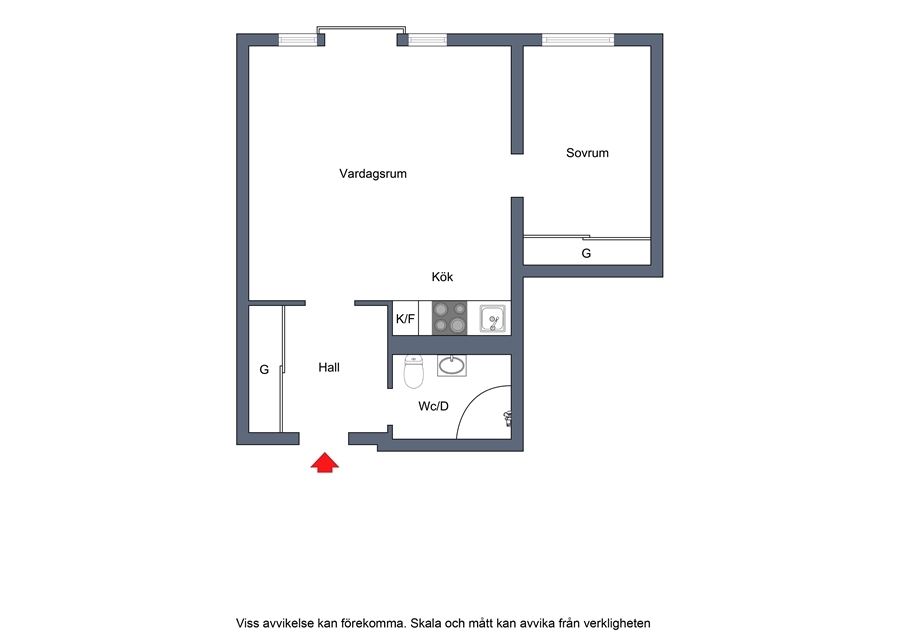 Sovrum
Vardagsrum
G
Kök
K/F
Hall
G
Wc/D
Viss avvikelse kan förekomma. Skala och mått kan avvika från verkligheten